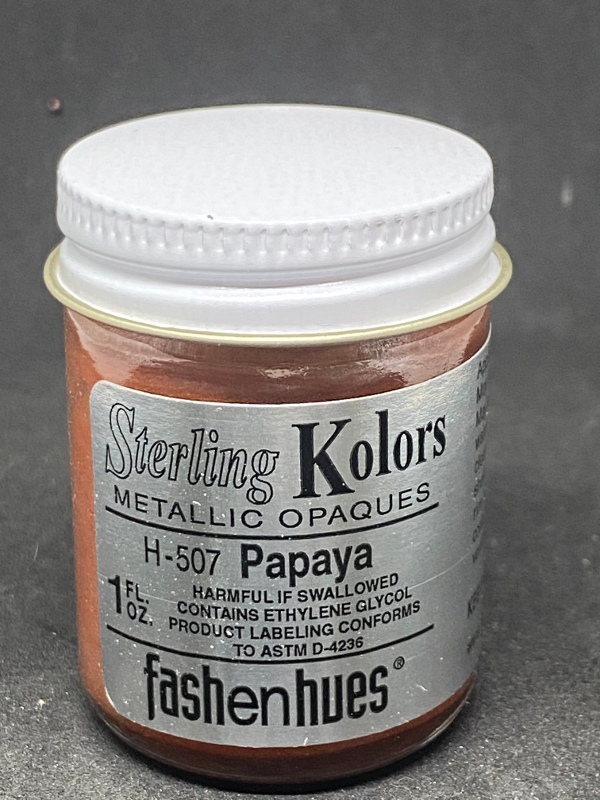 Sterling Kolors
METALLIC OPAQUES
H-507 Papaya
1 FL. OZ.
HARMFUL IF SWALLOWED
CONTAINS ETHYLENE GLYCOL
PRODUCT LABELING CONFORMS
TO ASTM D-4236
fashenhues®